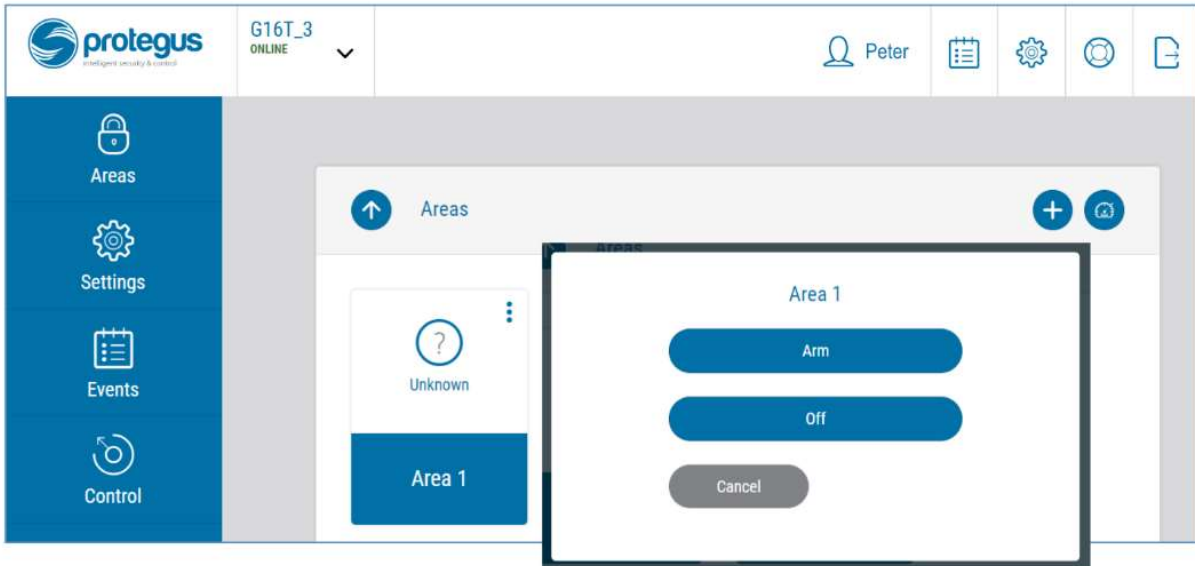 protegus
intelligent security & control
G16T_3
ONLINE
Peter
Areas
Settings
Events
Control
Areas
?
Unknown
Area 1
Areas
Area 1
Arm
Off
Cancel